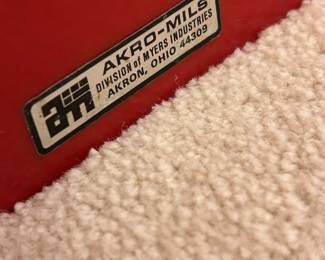 AKRO-MILS
DIVISION of MYERS INDUSTRIES
AKRON, OHIO 44309